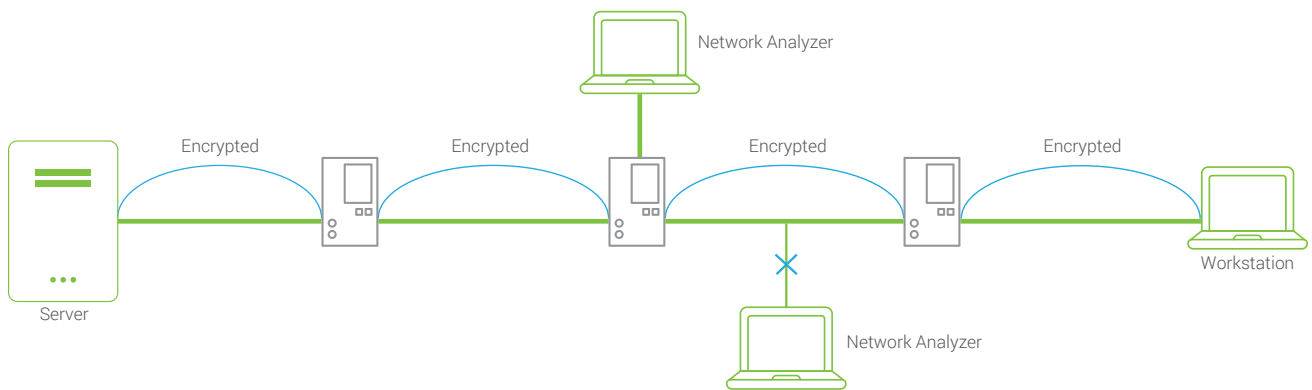 Network Analyzer
Encrypted
Encrypted
Encrypted
Encrypted
Workstation
Server
Network Analyzer